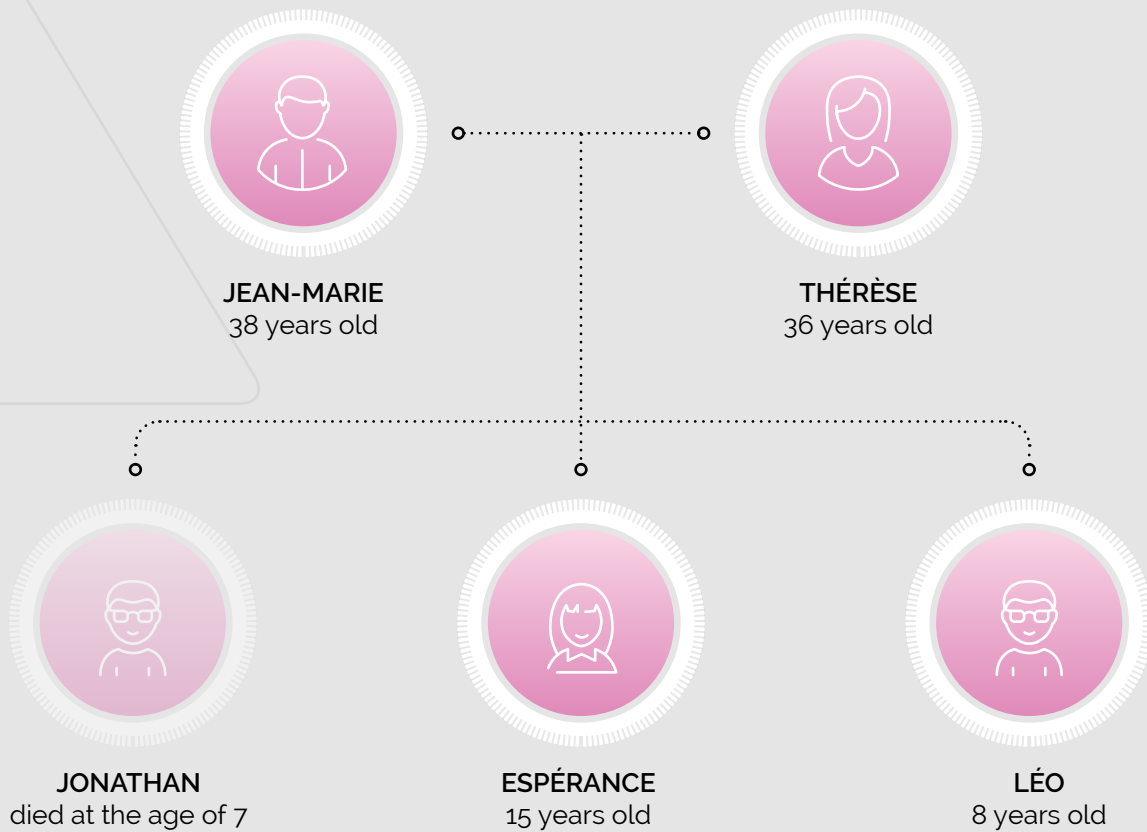 JEAN-MARIE
38 years old
THÉRÈSE
36 years old
JONATHAN
died at the age of 7
ESPÉRANCE
15 years old
LÉO
8 years old